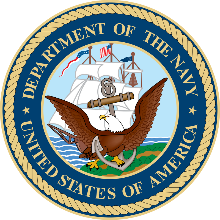 DEPARTMENT OF THE NAVY
UNITED STATES OF AMERICA